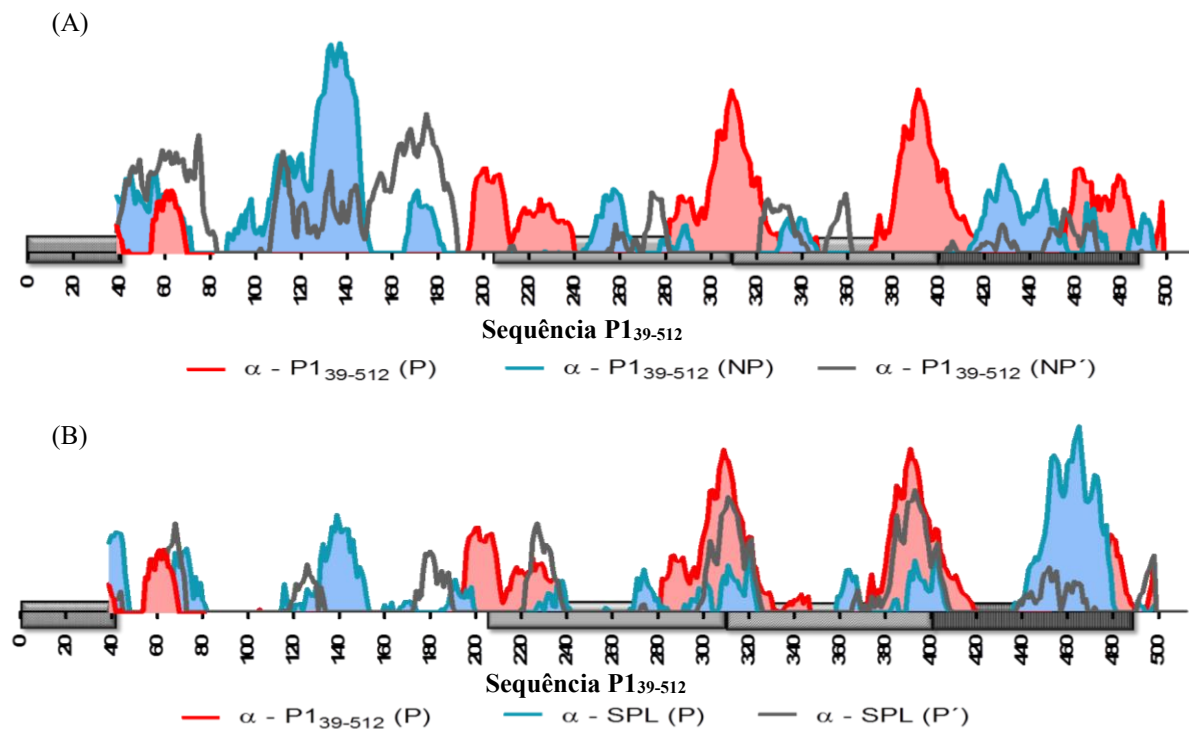 (A)
0 20 40 60 80 100 120 140 160 180 200 220 240 260 280 300 320 340 360 380 400 420 440 460 480 500
Sequência P1₃₉₋₅₁₂
α - P1₃₉₋₅₁₂ (P) α - P1₃₉₋₅₁₂ (NP) α - P1₃₉₋₅₁₂ (NP´)
(B)
0 20 40 60 80 100 120 140 160 180 200 220 240 260 280 300 320 340 360 380 400 420 440 460 480 500
Sequência P1₃₉₋₅₁₂
α - P1₃₉₋₅₁₂ (P) α - SPL (P) α - SPL (P´)